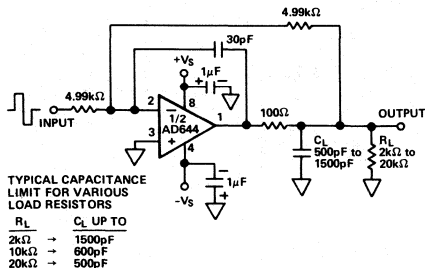 4.99kΩ
30pF
+VS
1μF
+ −
4.99kΩ
INPUT
2
−
8
1/2
AD644
1
3
+
4
100Ω
OUTPUT
CL
500pF to
1500pF
RL
2kΩ to
20kΩ
−
1μF
+
−VS
TYPICAL CAPACITANCE
LIMIT FOR VARIOUS
LOAD RESISTORS
RL CL UP TO
2kΩ → 1500pF
10kΩ → 600pF
20kΩ → 500pF